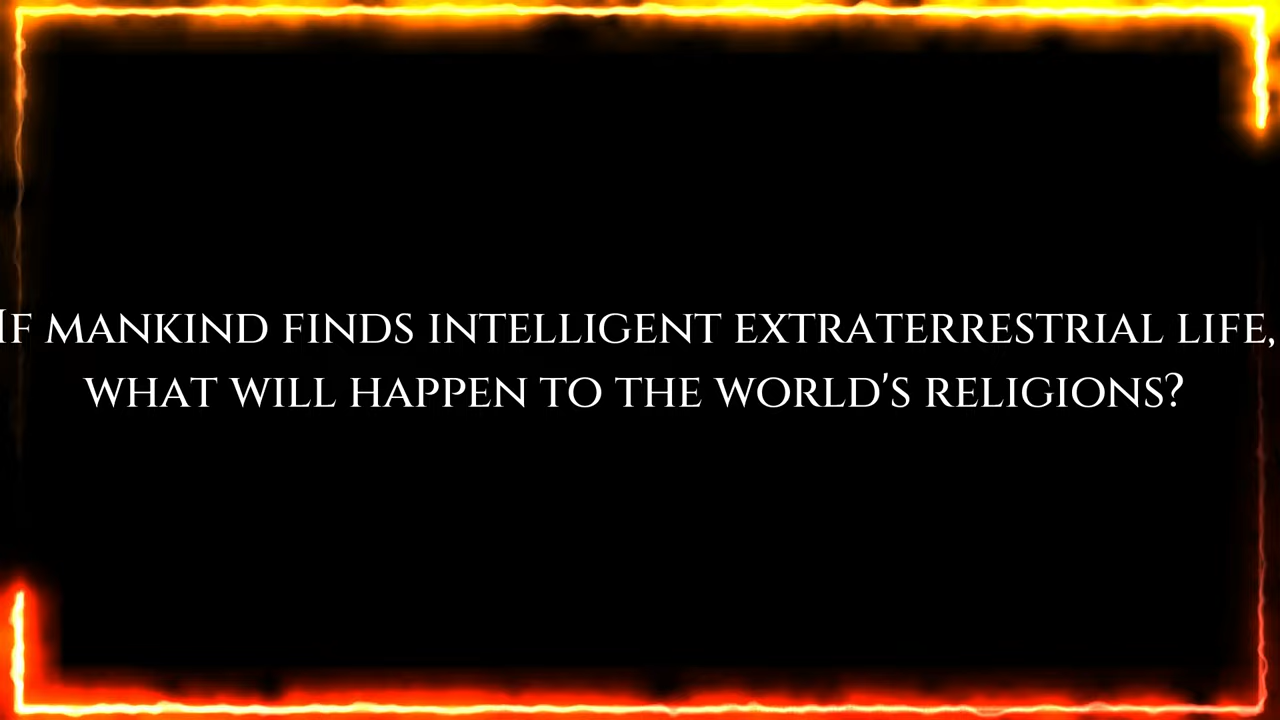 If mankind finds intelligent extraterrestrial life,
what will happen to the world's religions?